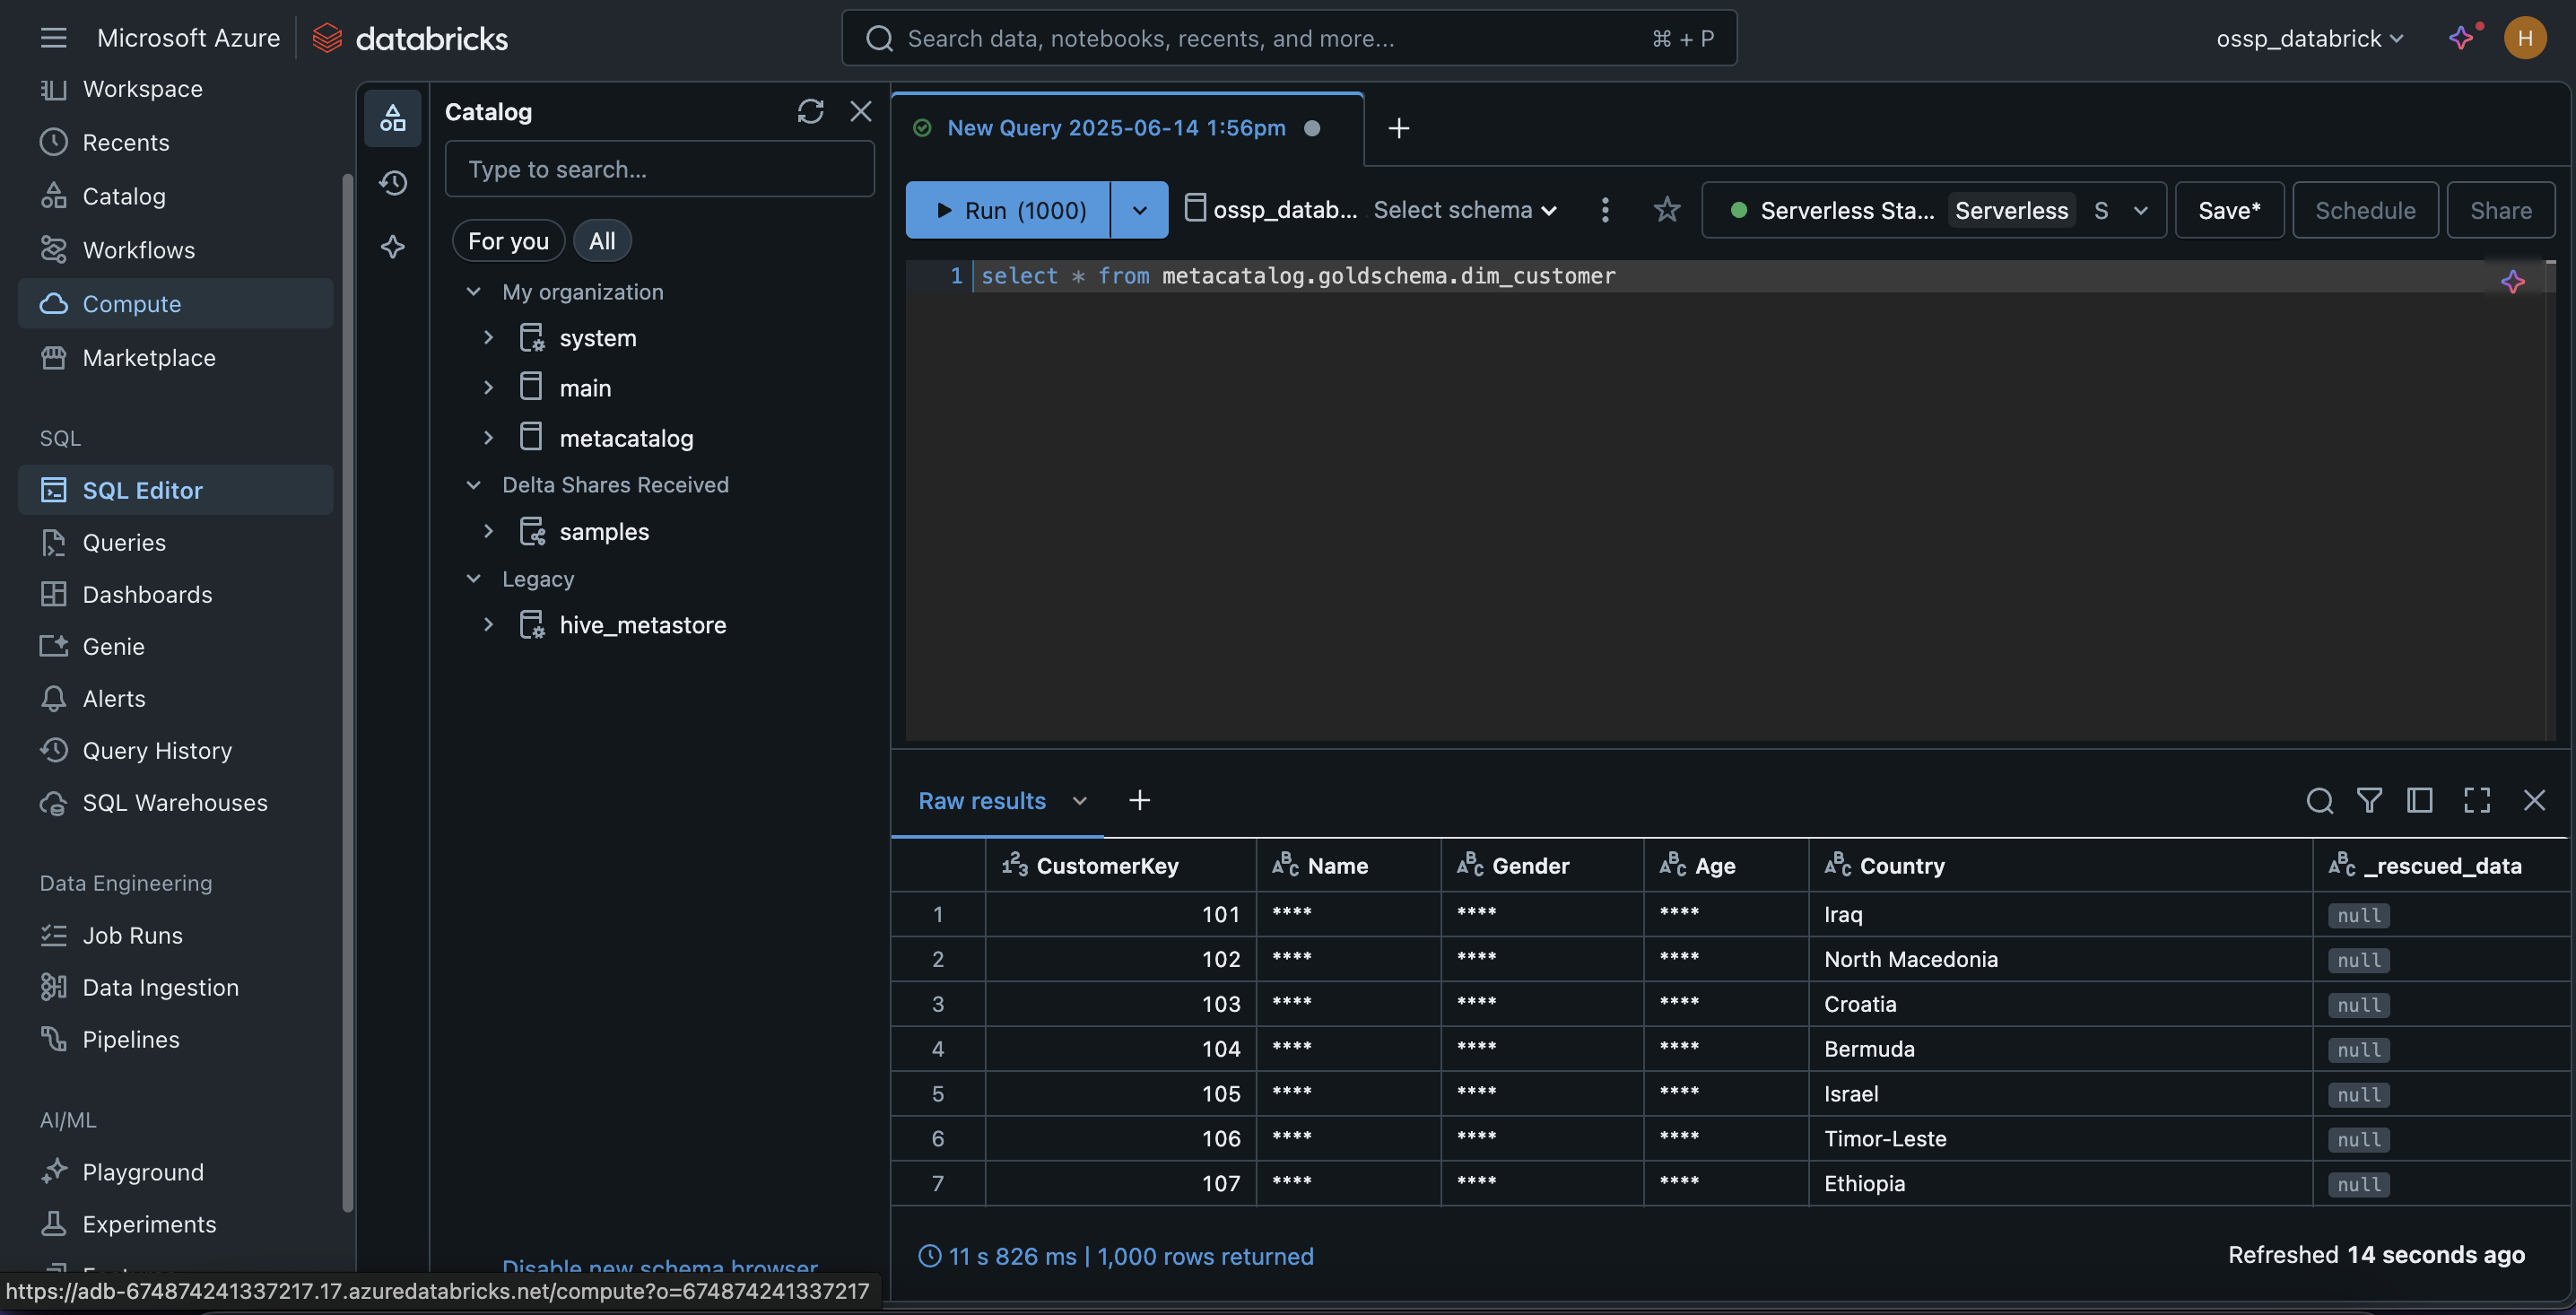 Microsoft Azure databricks Search data, notebooks, recents, and more... ⌘ + P ossp_databrick H
Workspace
Recents
Catalog
Workflows
Compute
Marketplace
SQL
SQL Editor
Queries
Dashboards
Genie
Alerts
Query History
SQL Warehouses
Data Engineering
Job Runs
Data Ingestion
Pipelines
AI/ML
Playground
Experiments
https://adb-674874241337217.17.azuredatabricks.net/compute?o=674874241337217
Catalog
Type to search...
For you All
My organization
system
main
metacatalog
Delta Shares Received
samples
Legacy
hive_metastore
Disable new schema browser
New Query 2025-06-14 1:56pm
Run (1000) ossp_datab... Select schema Serverless Sta... Serverless S Save* Schedule Share
1 select * from metacatalog.goldschema.dim_customer
Raw results
CustomerKey Name Gender Age Country _rescued_data
1 101 **** **** **** Iraq null
2 102 **** **** **** North Macedonia null
3 103 **** **** **** Croatia null
4 104 **** **** **** Bermuda null
5 105 **** **** **** Israel null
6 106 **** **** **** Timor-Leste null
7 107 **** **** **** Ethiopia null
11 s 826 ms | 1,000 rows returned Refreshed 14 seconds ago